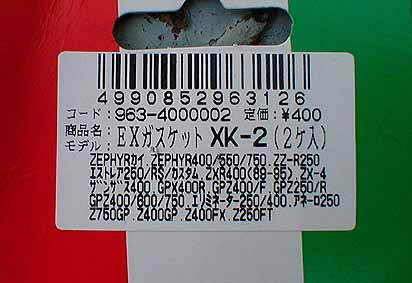 4990852963126
コード: 963-4000002 定価: ¥400
商品名: EXガスケット XK-2 (2ケ入)
モデル:
ZEPHYRカイ.ZEPHYR400/550/750.ZZ-R250
エストレア250/RS/カスタム.ZXR400(89-95).ZX-4
ザンザス400.GPX400R.GPZ400/F.GPZ250/R
GPZ400/600/750.エリミネーター250/400.アネーロ250
Z750GP.Z400GP.Z400FX.Z250FT